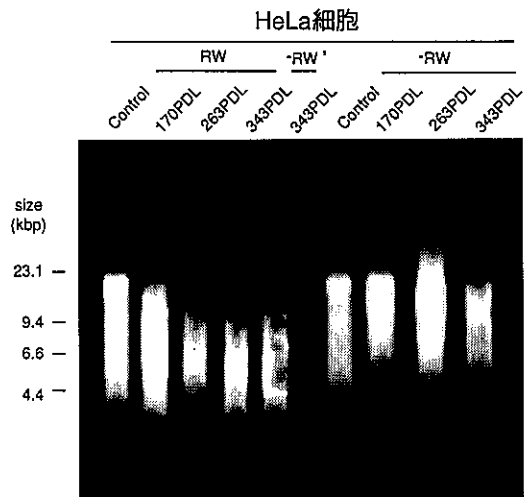 HeLa細胞
RW
-RW'
-RW
Control
170PDL
263PDL
343PDL
343PDL
Control
170PDL
263PDL
343PDL
size
(kbp)
23.1
9.4
6.6
4.4